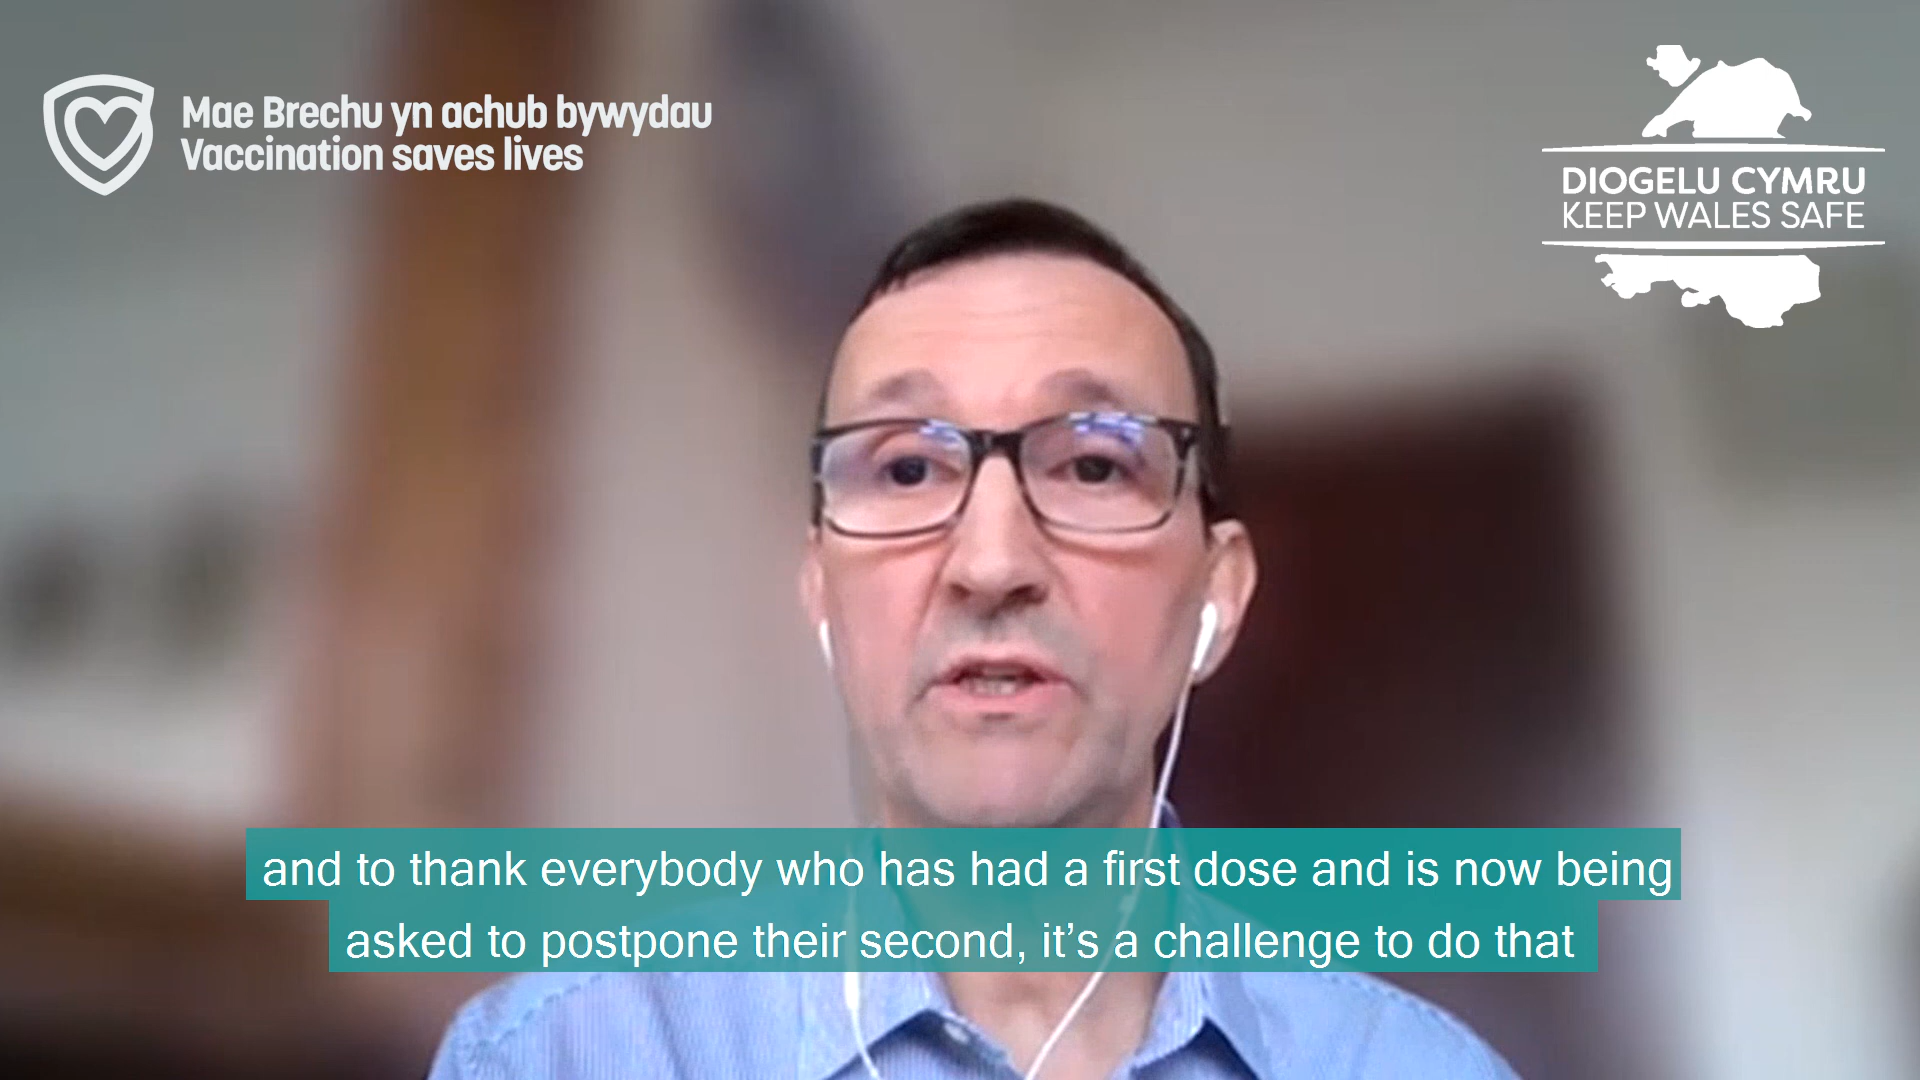 Mae Brechu yn achub bywydau
Vaccination saves lives
DIOGELU CYMRU
KEEP WALES SAFE
and to thank everybody who has had a first dose and is now being
asked to postpone their second, it’s a challenge to do that